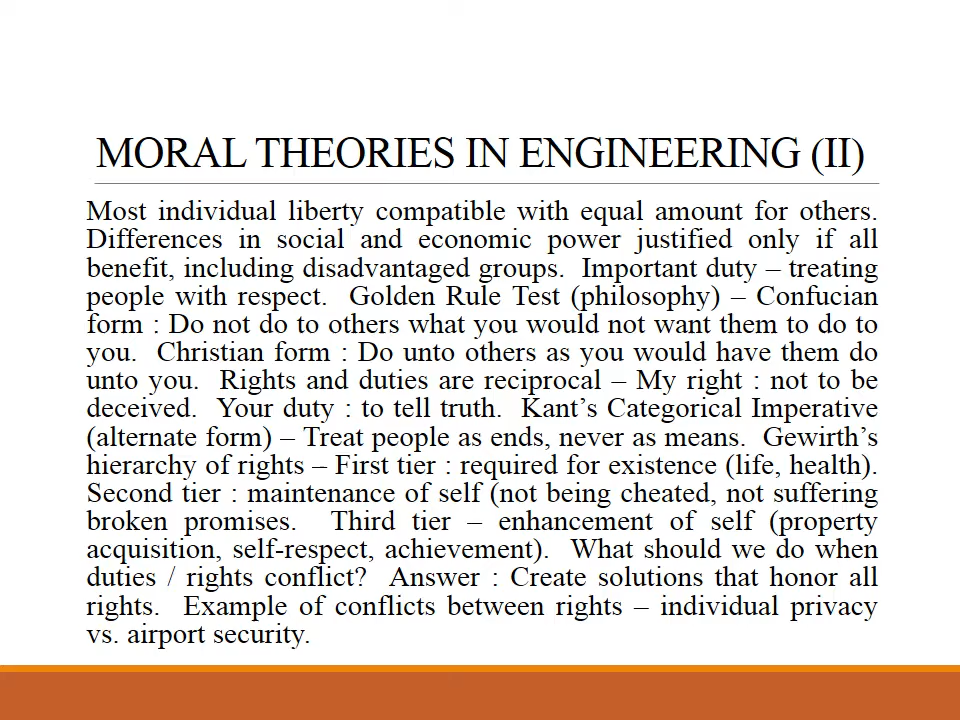 MORAL THEORIES IN ENGINEERING (II)
Most individual liberty compatible with equal amount for others.
Differences in social and economic power justified only if all
benefit, including disadvantaged groups. Important duty – treating
people with respect. Golden Rule Test (philosophy) – Confucian
form : Do not do to others what you would not want them to do to
you. Christian form : Do unto others as you would have them do
unto you. Rights and duties are reciprocal – My right : not to be
deceived. Your duty : to tell truth. Kant’s Categorical Imperative
(alternate form) – Treat people as ends, never as means. Gewirth’s
hierarchy of rights – First tier : required for existence (life, health).
Second tier : maintenance of self (not being cheated, not suffering
broken promises. Third tier – enhancement of self (property
acquisition, self-respect, achievement). What should we do when
duties / rights conflict? Answer : Create solutions that honor all
rights. Example of conflicts between rights – individual privacy
vs. airport security.